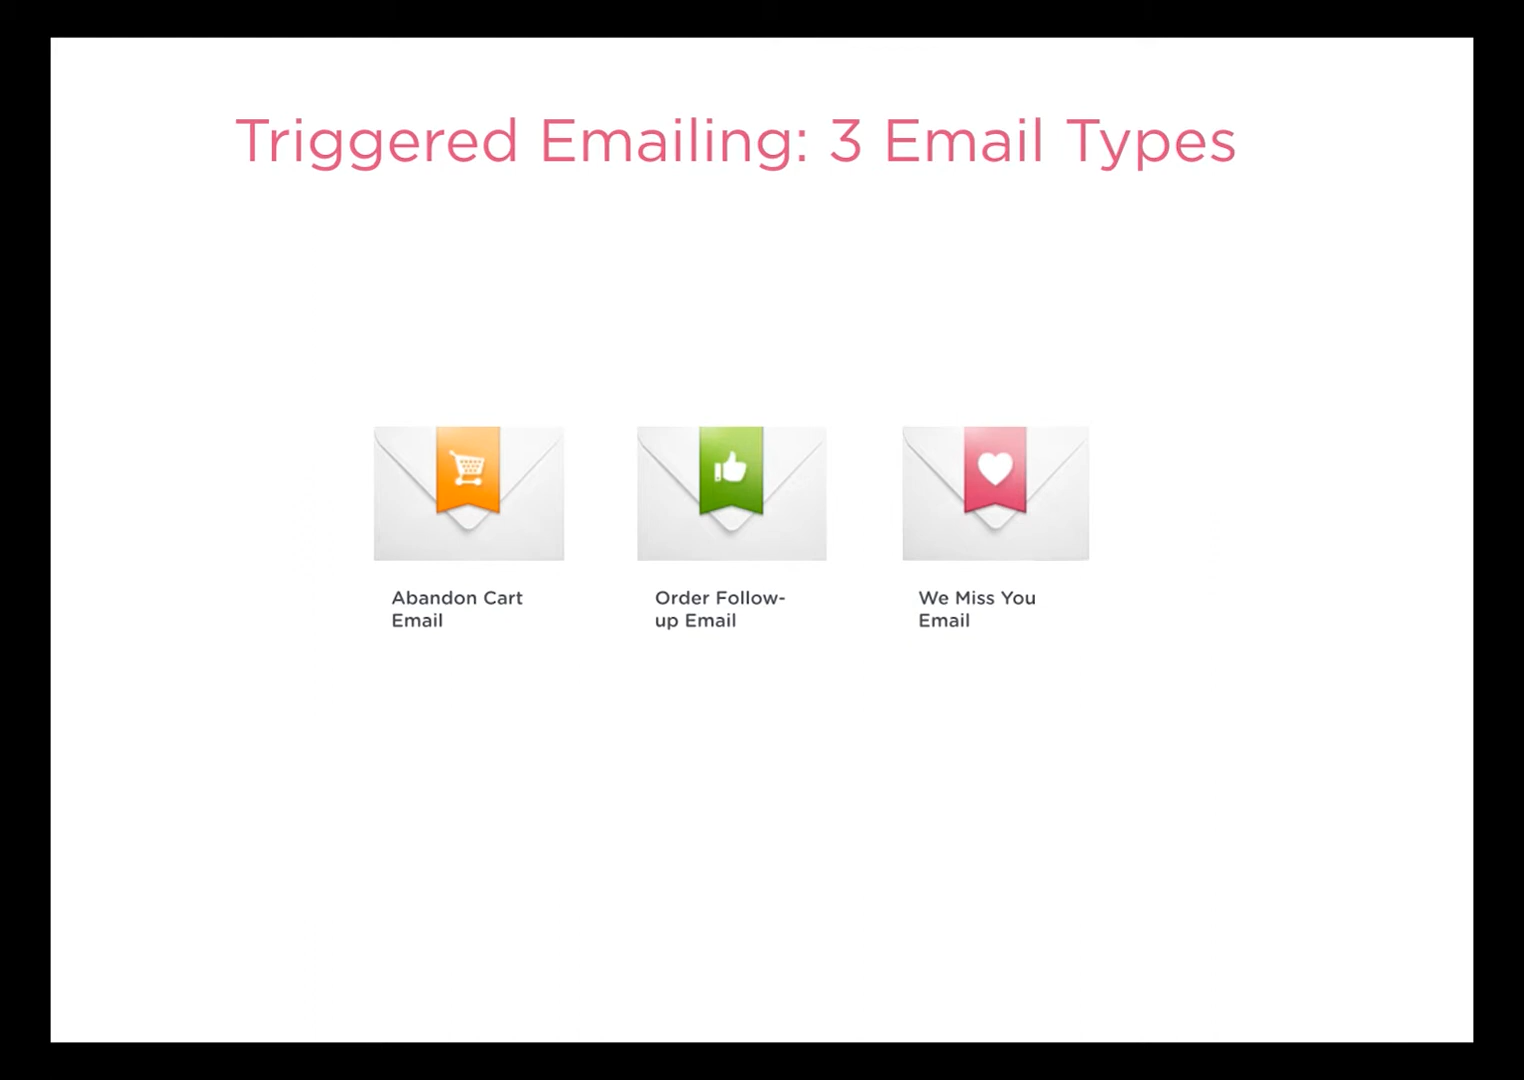 Triggered Emailing: 3 Email Types
Abandon Cart
Email
Order Follow-
up Email
We Miss You
Email